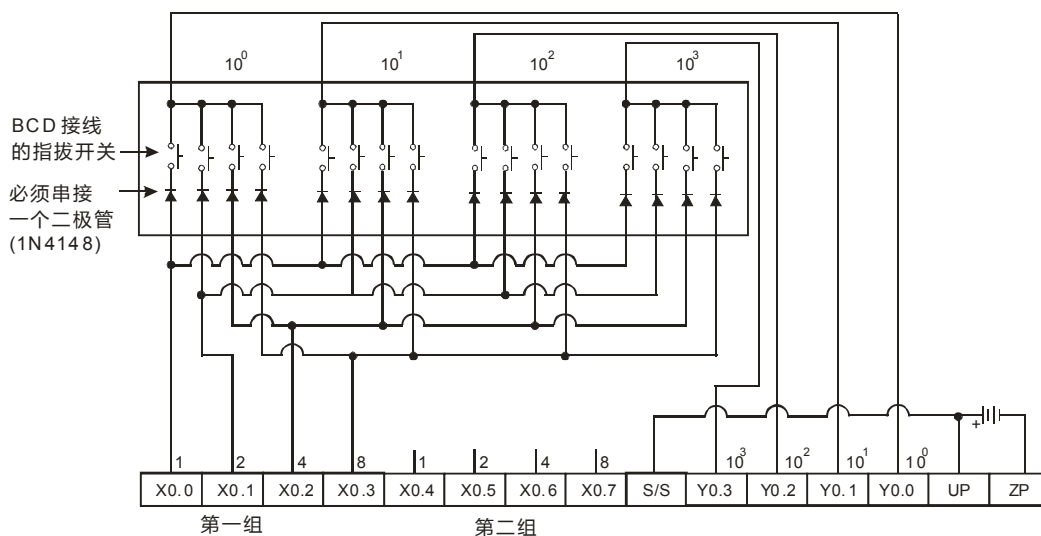 10⁰ 10¹ 10² 10³
BCD 接线
的指拨开关
必须串接
一个二极管
(1N4148)
+
1 2 4 8 1 2 4 8 10³ 10² 10¹ 10⁰
X0.0 X0.1 X0.2 X0.3 X0.4 X0.5 X0.6 X0.7 S/S Y0.3 Y0.2 Y0.1 Y0.0 UP ZP
第一组 第二组